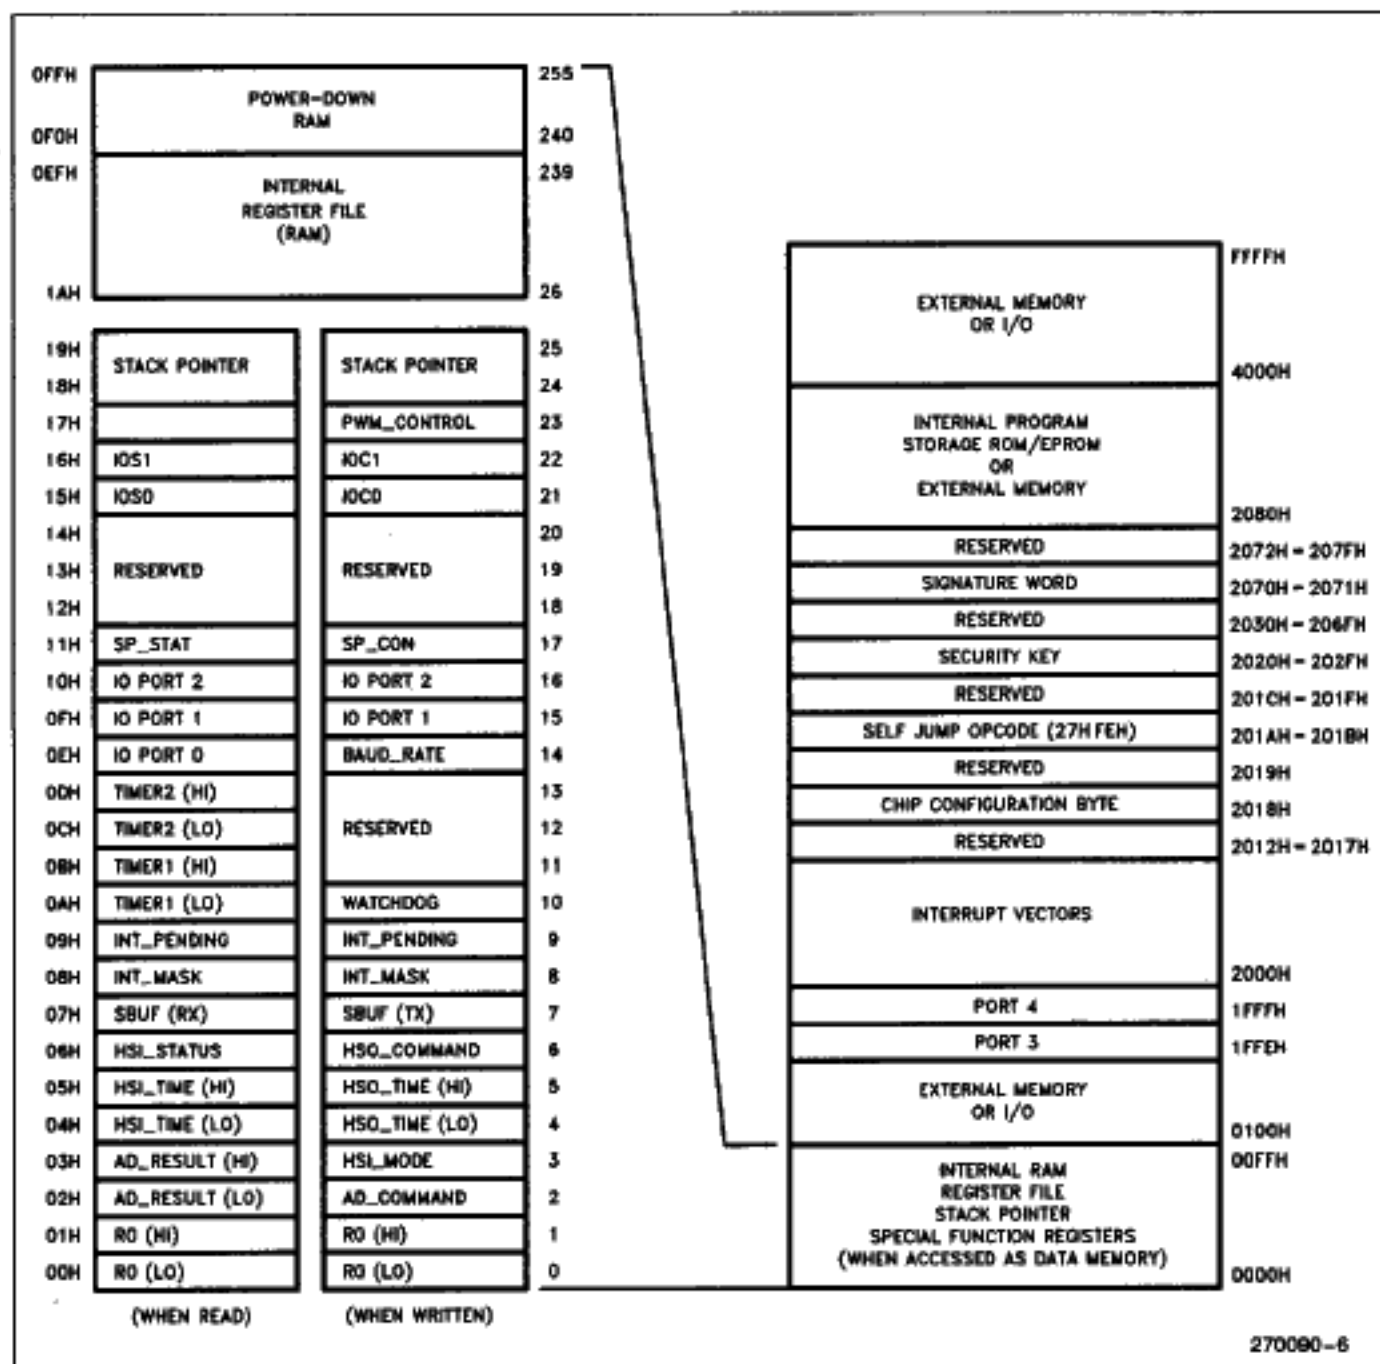 0FFH 255
POWER-DOWN
RAM
0F0H 240
0EFH 239
INTERNAL
REGISTER FILE
(RAM)
1AH 26
19H 25
STACK POINTER STACK POINTER
18H 24
17H PWM_CONTROL 23
16H IOS1 IOC1 22
15H IOS0 IOC0 21
14H 20
13H RESERVED RESERVED 19
12H 18
11H SP_STAT SP_CON 17
10H IO PORT 2 IO PORT 2 16
0FH IO PORT 1 IO PORT 1 15
0EH IO PORT 0 BAUD_RATE 14
0DH TIMER2 (HI) 13
0CH TIMER2 (LO) RESERVED 12
0BH TIMER1 (HI) 11
0AH TIMER1 (LO) WATCHDOG 10
09H INT_PENDING INT_PENDING 9
08H INT_MASK INT_MASK 8
07H SBUF (RX) SBUF (TX) 7
06H HSI_STATUS HSO_COMMAND 6
05H HSI_TIME (HI) HSO_TIME (HI) 5
04H HSI_TIME (LO) HSO_TIME (LO) 4
03H AD_RESULT (HI) HSI_MODE 3
02H AD_RESULT (LO) AD_COMMAND 2
01H R0 (HI) R0 (HI) 1
00H R0 (LO) R0 (LO) 0
(WHEN READ) (WHEN WRITTEN)
FFFFH
EXTERNAL MEMORY
OR I/O
4000H
INTERNAL PROGRAM
STORAGE ROM/EPROM
OR
EXTERNAL MEMORY
2080H
RESERVED 2072H-207FH
SIGNATURE WORD 2070H-2071H
RESERVED 2030H-206FH
SECURITY KEY 2020H-202FH
RESERVED 201CH-201FH
SELF JUMP OPCODE (27H FEH) 201AH-201BH
RESERVED 2019H
CHIP CONFIGURATION BYTE 2018H
RESERVED 2012H-2017H
INTERRUPT VECTORS
2000H
PORT 4 1FFFH
PORT 3 1FFEH
EXTERNAL MEMORY
OR I/O
0100H
00FFH
INTERNAL RAM
REGISTER FILE
STACK POINTER
SPECIAL FUNCTION REGISTERS
(WHEN ACCESSED AS DATA MEMORY)
0000H
270090-6